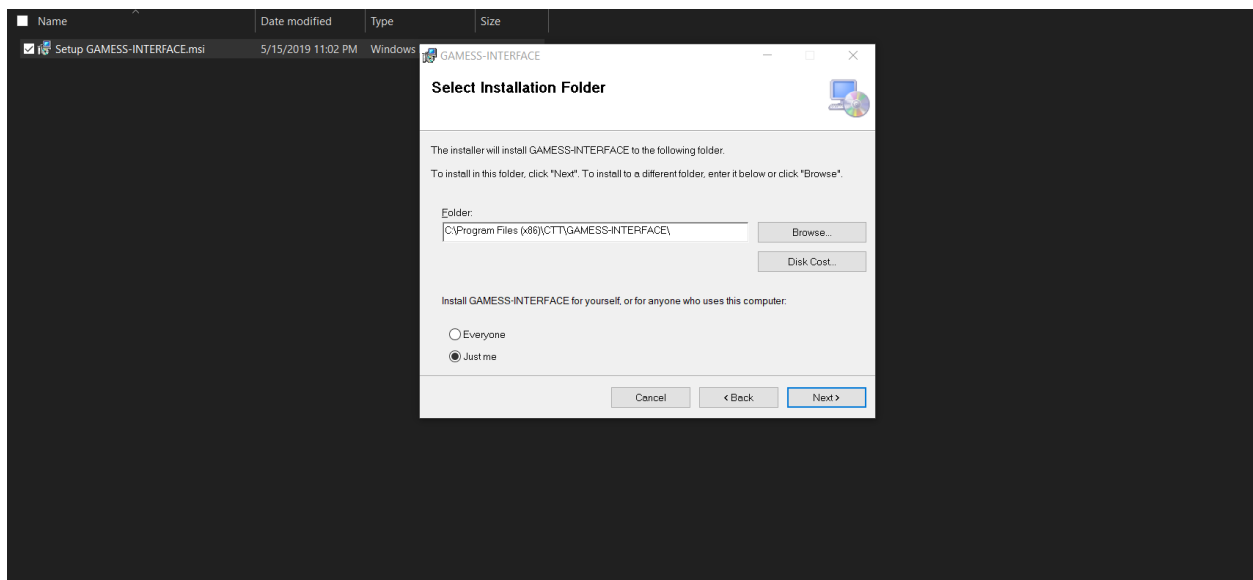 Name Date modified Type Size
Setup GAMESS-INTERFACE.msi 5/15/2019 11:02 PM Windows
GAMESS-INTERFACE
Select Installation Folder
The installer will install GAMESS-INTERFACE to the following folder.
To install in this folder, click "Next". To install to a different folder, enter it below or click "Browse".
Folder:
C:\Program Files (x86)\CTT\GAMESS-INTERFACE\
Browse...
Disk Cost...
Install GAMESS-INTERFACE for yourself, or for anyone who uses this computer:
Everyone
Just me
Cancel < Back Next >